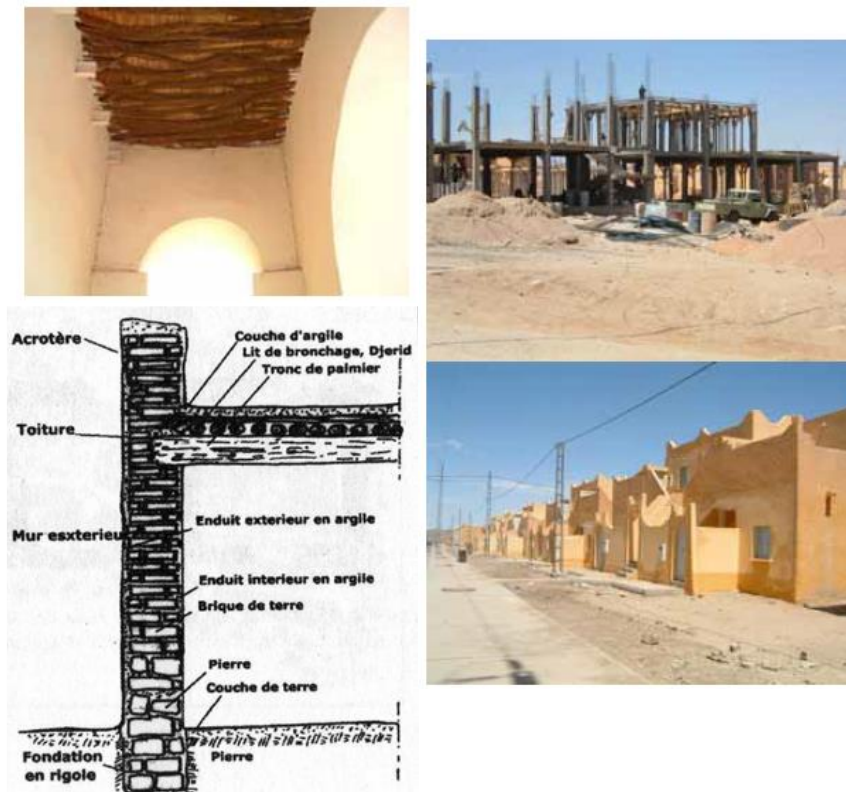 Acrotère
Couche d'argile
Lit de bronchage, Djerid
Tronc de palmier
Toiture
Enduit exterieur en argile
Mur esxterieur
Enduit interieur en argile
Brique de terre
Pierre
Couche de terre
Fondation
en rigole
Pierre